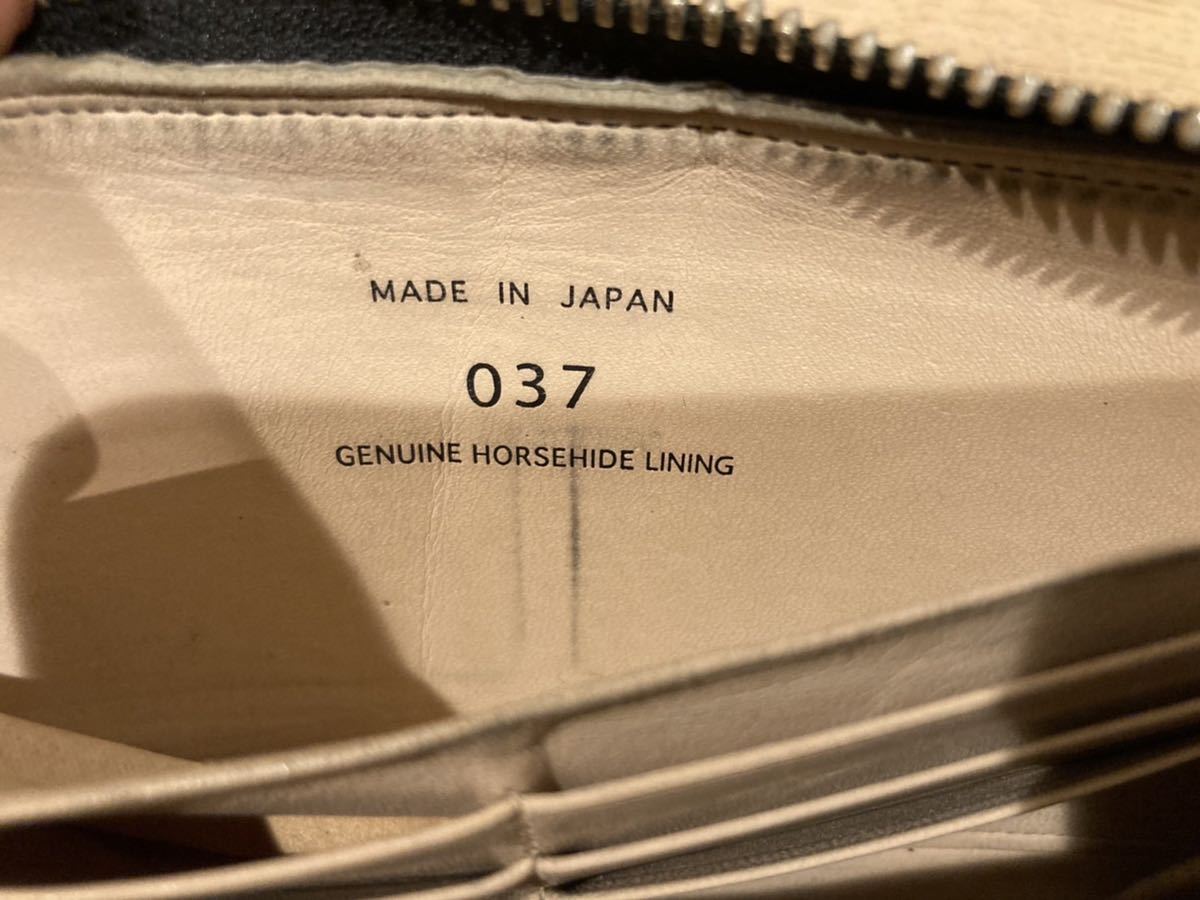 MADE IN JAPAN
037
GENUINE HORSEHIDE LINING